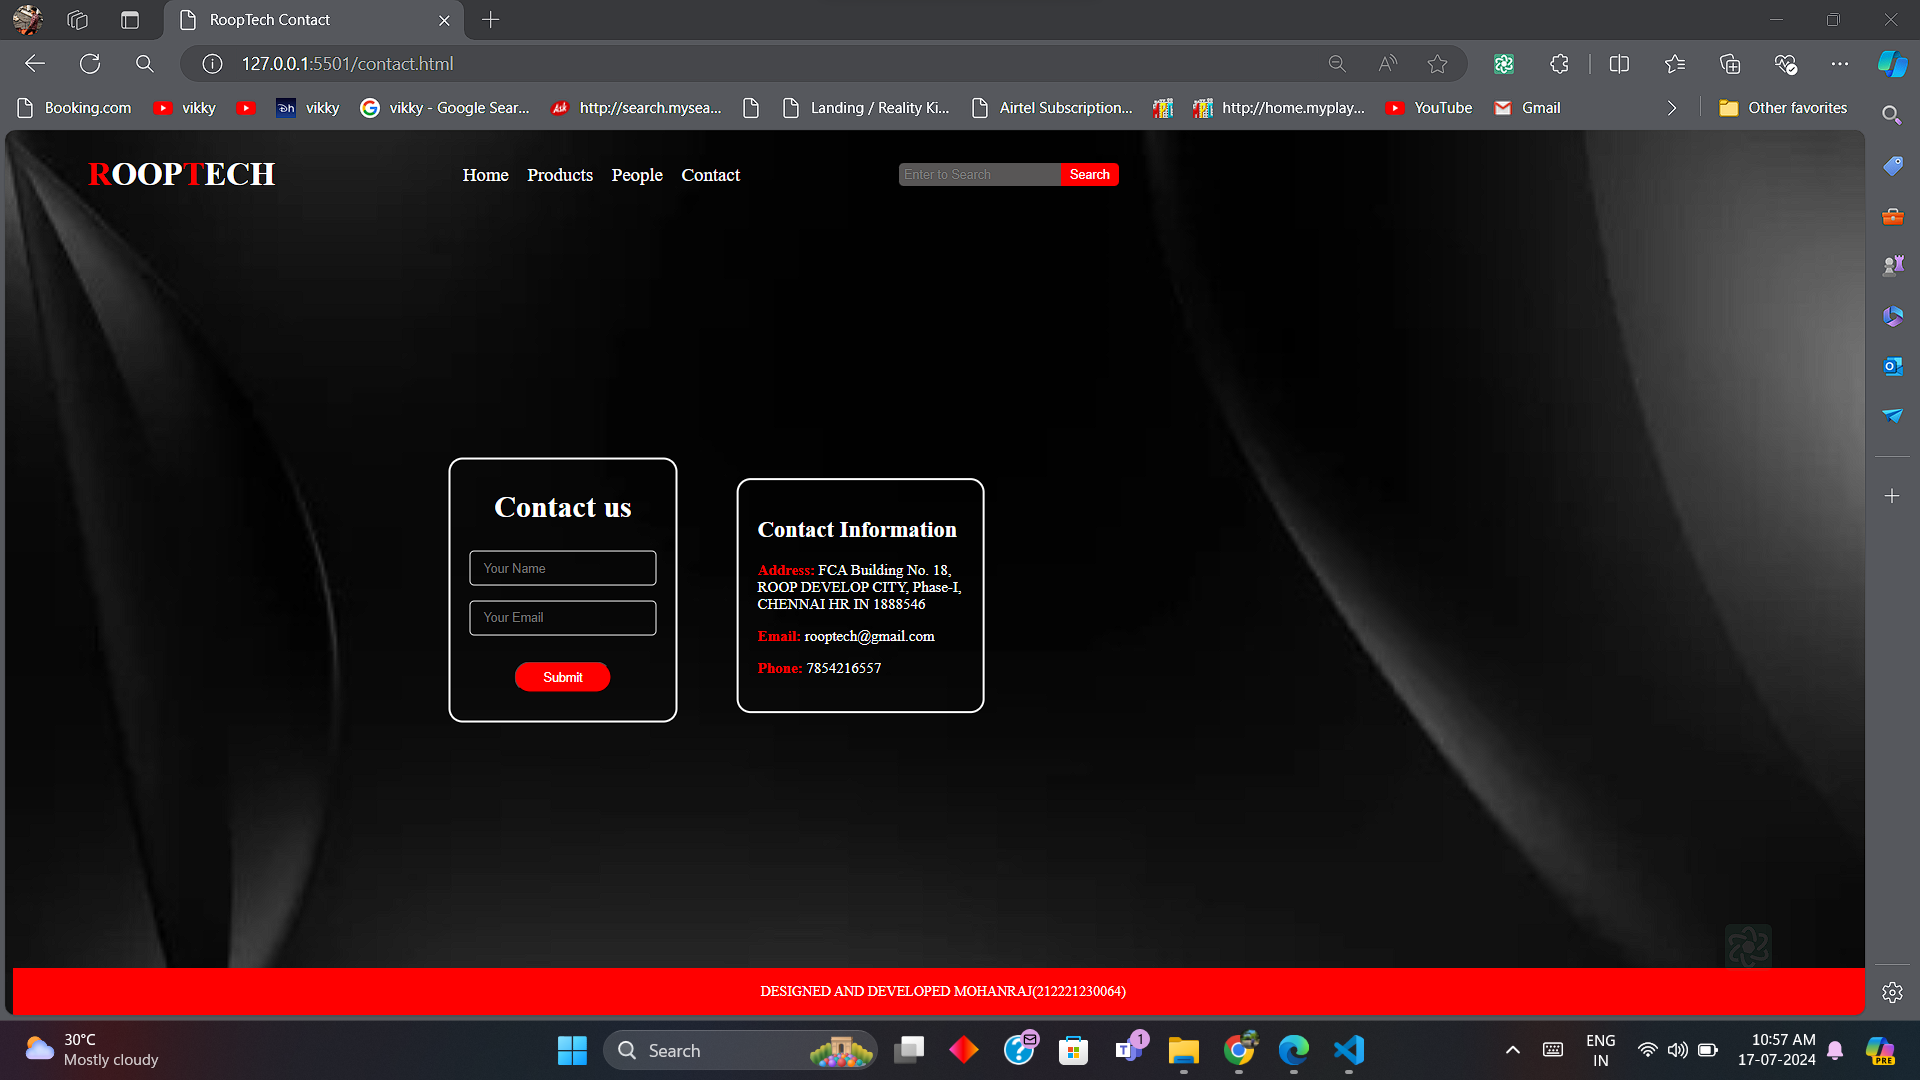 RoopTech Contact
127.0.0.1:5501/contact.html
Booking.com
vikky
vikky
vikky - Google Sear...
http://search.mysea...
Landing / Reality Ki...
Airtel Subscription...
http://home.myplay...
YouTube
Gmail
Other favorites
ROOPTECH
Home Products People Contact
Enter to Search
Search
Contact us
Your Name
Your Email
Submit
Contact Information
Address: FCA Building No. 18,
ROOP DEVELOP CITY, Phase-I,
CHENNAI HR IN 1888546
Email: rooptech@gmail.com
Phone: 7854216557
DESIGNED AND DEVELOPED MOHANRAJ(212221230064)
30°C
Mostly cloudy
Search
1
ENG
IN
10:57 AM
17-07-2024
PRE